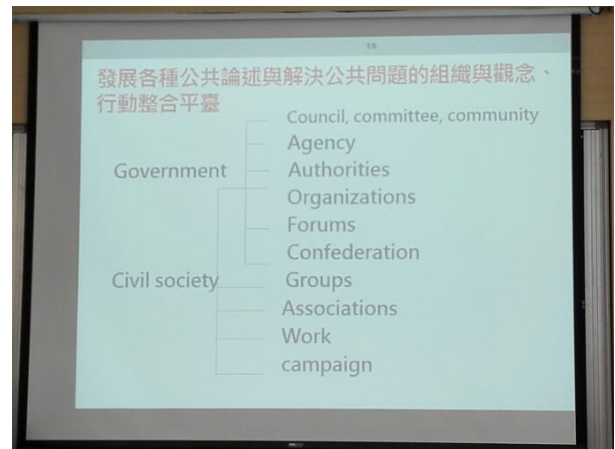 18
發展各種公共論述與解決公共問題的組織與觀念、
行動整合平臺
Council, committee, community
Agency
Government
Authorities
Organizations
Forums
Confederation
Civil society
Groups
Associations
Work
campaign